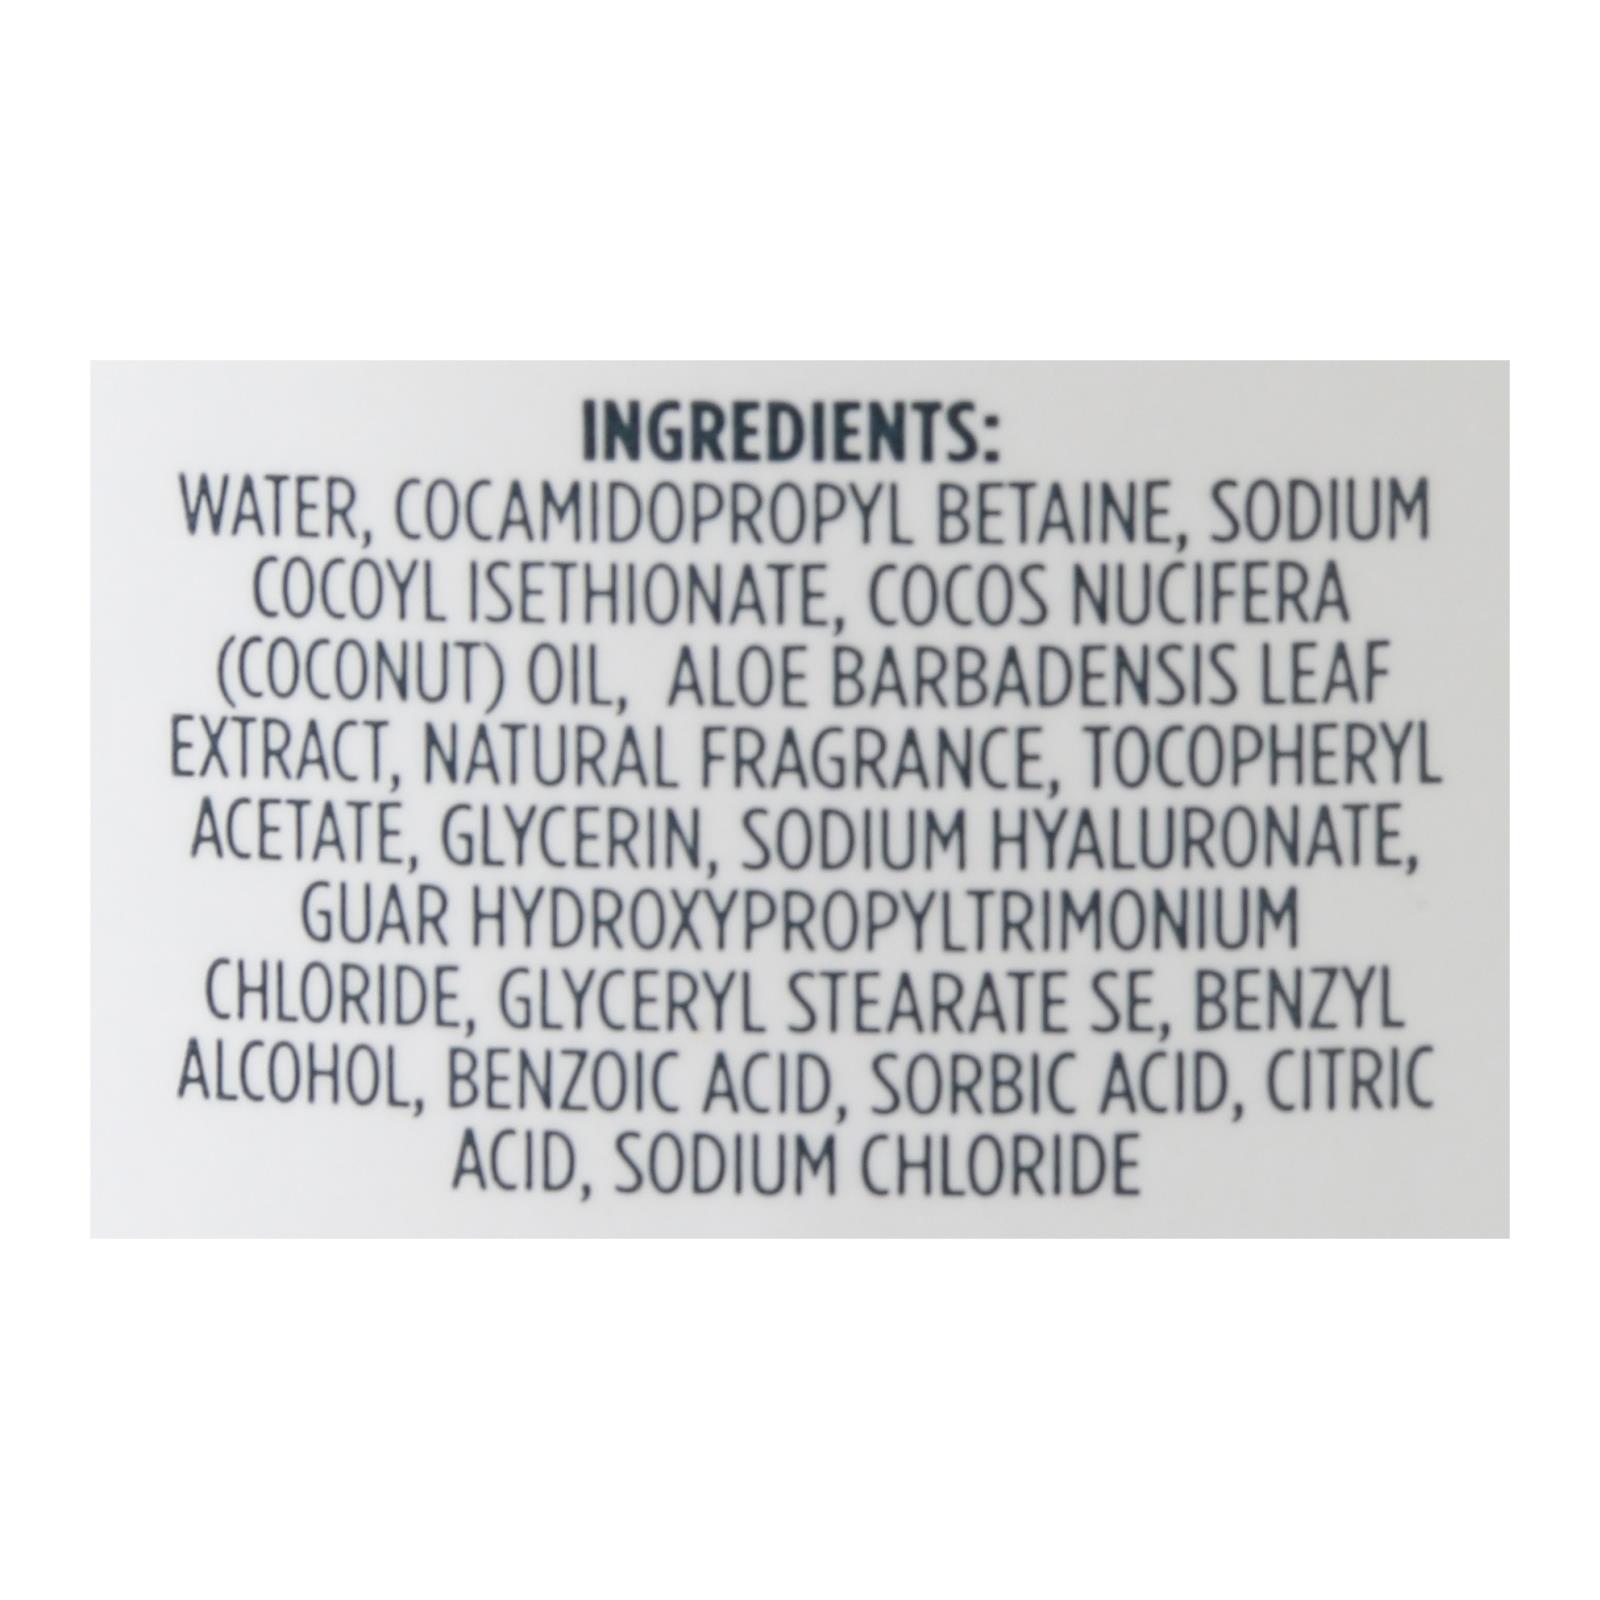 INGREDIENTS:
WATER, COCAMIDOPROPYL BETAINE, SODIUM
COCOYL ISETHIONATE, COCOS NUCIFERA
(COCONUT) OIL, ALOE BARBADENSIS LEAF
EXTRACT, NATURAL FRAGRANCE, TOCOPHERYL
ACETATE, GLYCERIN, SODIUM HYALURONATE,
GUAR HYDROXYPROPYLTRIMONIUM
CHLORIDE, GLYCERYL STEARATE SE, BENZYL
ALCOHOL, BENZOIC ACID, SORBIC ACID, CITRIC
ACID, SODIUM CHLORIDE